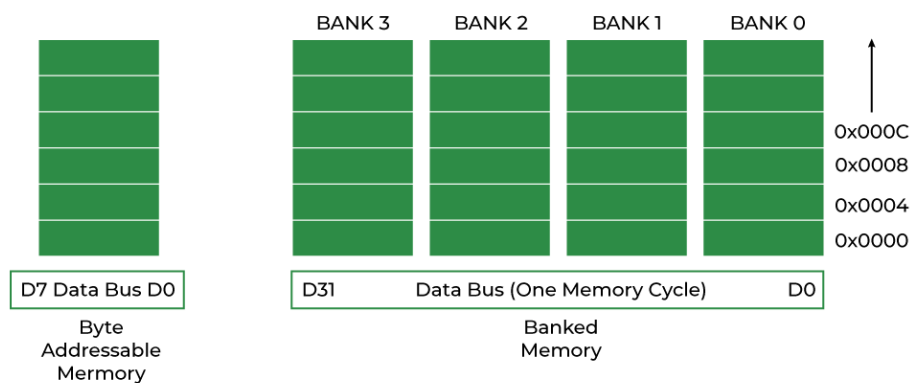 BANK 3 BANK 2 BANK 1 BANK 0
0x000C
0x0008
0x0004
0x0000
D7 Data Bus D0
D31 Data Bus (One Memory Cycle) D0
Byte
Addressable
Mermory
Banked
Memory